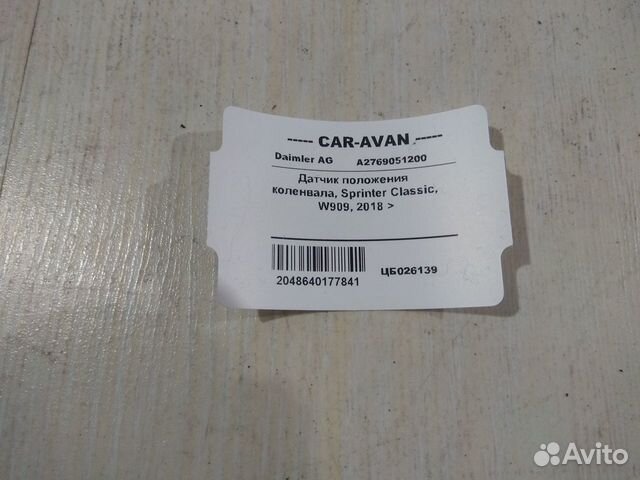 ----- CAR-AVAN -----
Daimler AG A2769051200
Датчик положения
коленвала, Sprinter Classic,
W909, 2018 >
ЦБ026139
2048640177841
Avito